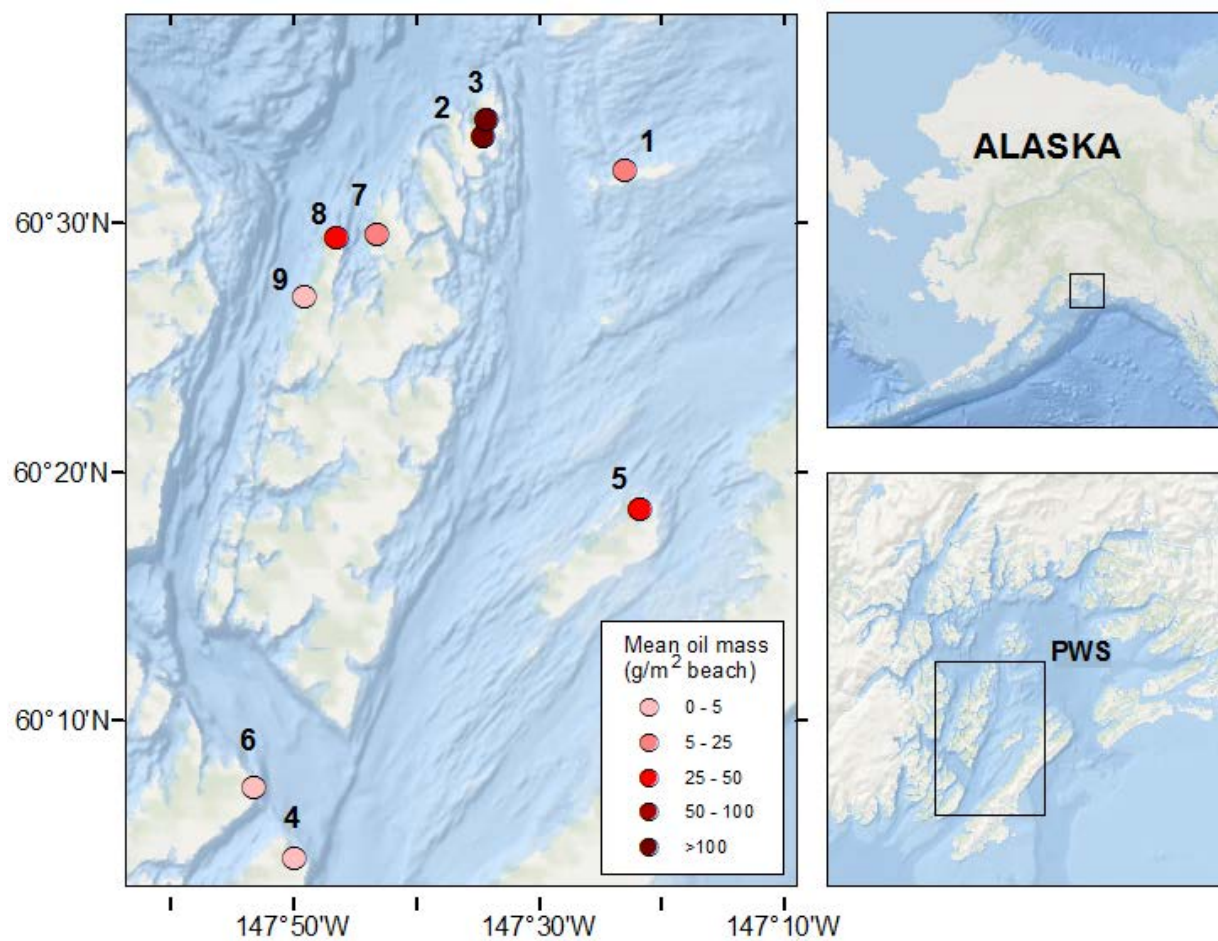 3
2
1
7
8
9
5
6
4
60°30'N
60°20'N
60°10'N
147°50'W
147°30'W
147°10'W
Mean oil mass
(g/m² beach)
0 - 5
5 - 25
25 - 50
50 - 100
>100
ALASKA
PWS